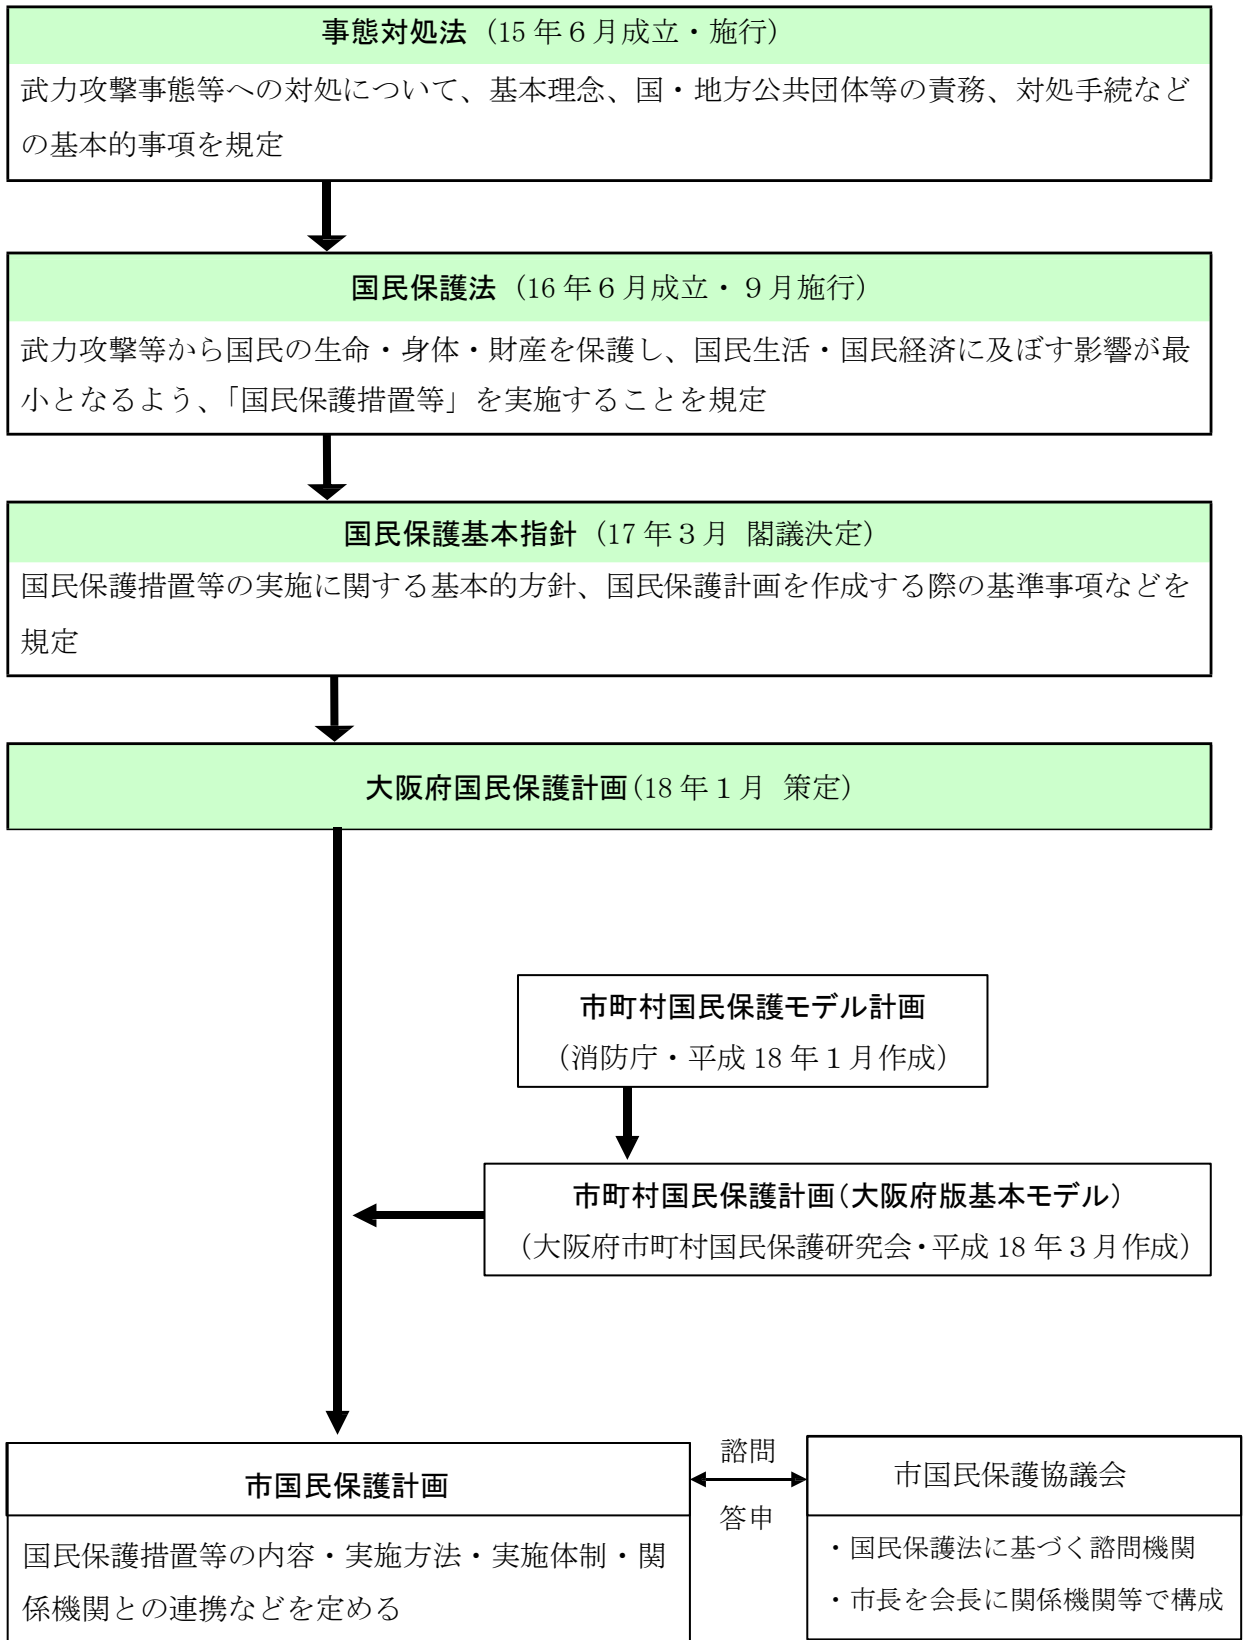 事態対処法（15年６月成立・施行）
武力攻撃事態等への対処について、基本理念、国・地方公共団体等の責務、対処手続など
の基本的事項を規定
国民保護法（16年６月成立・９月施行）
武力攻撃等から国民の生命・身体・財産を保護し、国民生活・国民経済に及ぼす影響が最
小となるよう、「国民保護措置等」を実施することを規定
国民保護基本指針（17年３月 閣議決定）
国民保護措置等の実施に関する基本的方針、国民保護計画を作成する際の基準事項などを
規定
大阪府国民保護計画(18年１月 策定)
市町村国民保護モデル計画
（消防庁・平成18年１月作成）
市町村国民保護計画（大阪府版基本モデル）
（大阪府市町村国民保護研究会・平成18年３月作成）
市国民保護計画
国民保護措置等の内容・実施方法・実施体制・関
係機関との連携などを定める
諮問
答申
市国民保護協議会
・国民保護法に基づく諮問機関
・市長を会長に関係機関等で構成